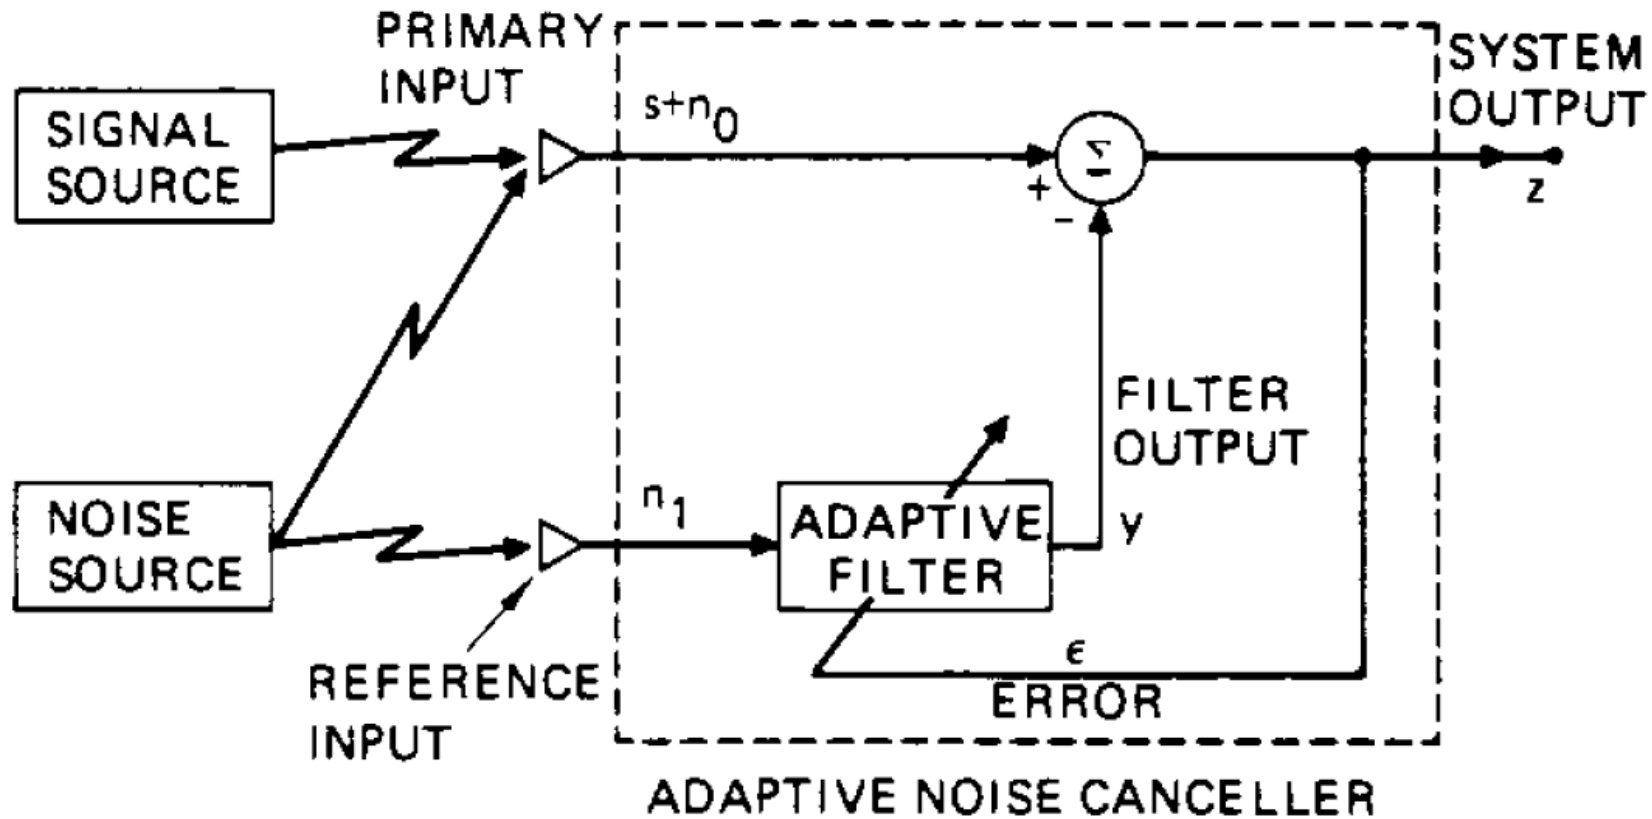 PRIMARY
INPUT
SYSTEM
OUTPUT
SIGNAL
SOURCE
s+n0
Σ
+
−
z
FILTER
OUTPUT
NOISE
SOURCE
n1
ADAPTIVE
FILTER
y
ϵ
ERROR
REFERENCE
INPUT
ADAPTIVE NOISE CANCELLER